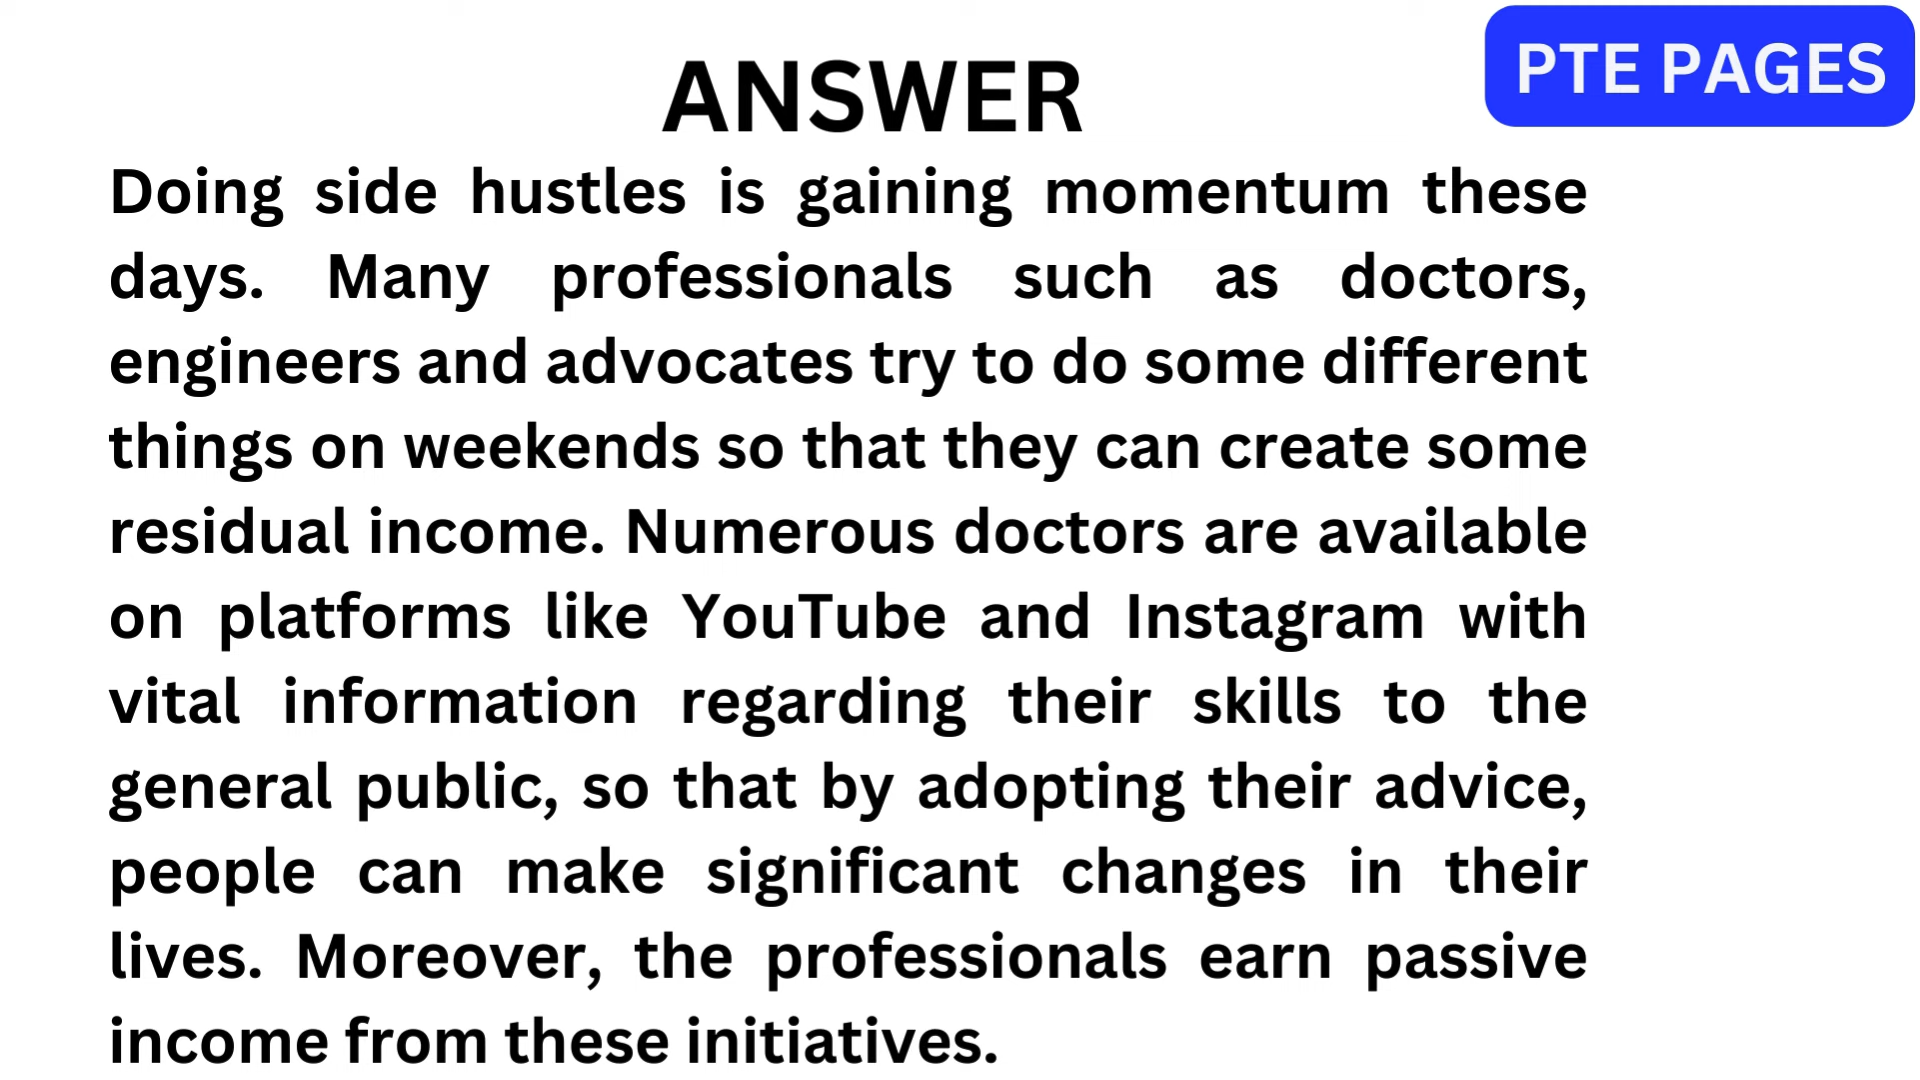 PTE PAGES
ANSWER
Doing side hustles is gaining momentum these
days. Many professionals such as doctors,
engineers and advocates try to do some different
things on weekends so that they can create some
residual income. Numerous doctors are available
on platforms like YouTube and Instagram with
vital information regarding their skills to the
general public, so that by adopting their advice,
people can make significant changes in their
lives. Moreover, the professionals earn passive
income from these initiatives.